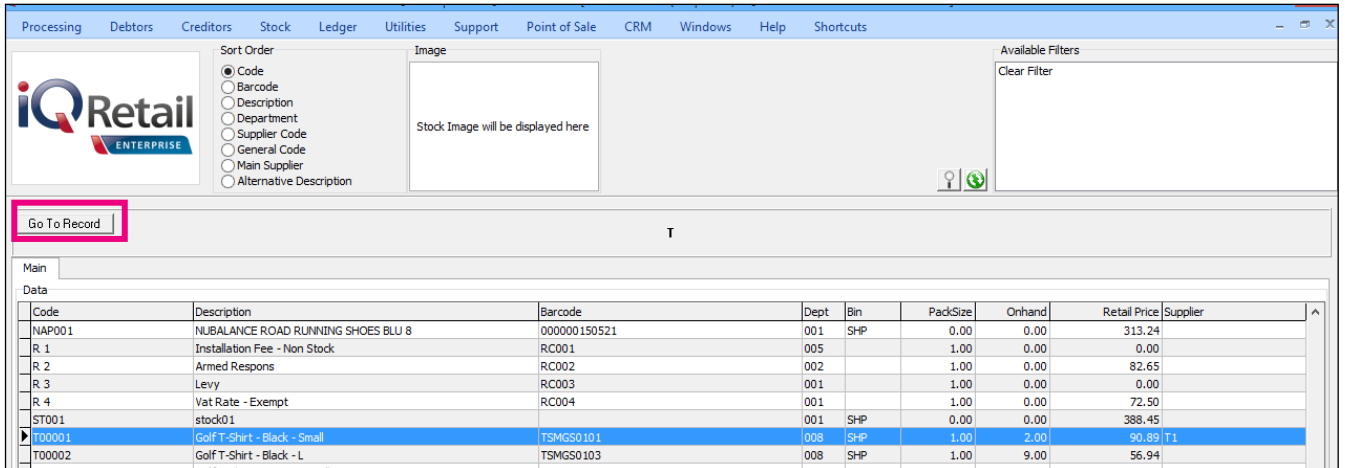 Processing Debtors Creditors Stock Ledger Utilities Support Point of Sale CRM Windows Help Shortcuts
iQ Retail
ENTERPRISE
Sort Order
Code
Barcode
Description
Department
Supplier Code
General Code
Main Supplier
Alternative Description
Image
Stock Image will be displayed here
Available Filters
Clear Filter
Go To Record
T
Main
Data
Code Description Barcode Dept Bin PackSize Onhand Retail Price Supplier
NAP001 NUBALANCE ROAD RUNNING SHOES BLU 8 000000150521 001 SHP 0.00 0.00 313.24
R 1 Installation Fee - Non Stock RC001 005 1.00 0.00 0.00
R 2 Armed Respons RC002 002 1.00 0.00 82.65
R 3 Levy RC003 001 1.00 0.00 0.00
R 4 Vat Rate - Exempt RC004 001 1.00 0.00 72.50
ST001 stock01 001 SHP 0.00 0.00 388.45
T00001 Golf T-Shirt - Black - Small TSMGS0101 008 SHP 1.00 2.00 90.89 T1
T00002 Golf T-Shirt - Black - L TSMGS0103 008 SHP 1.00 9.00 56.94